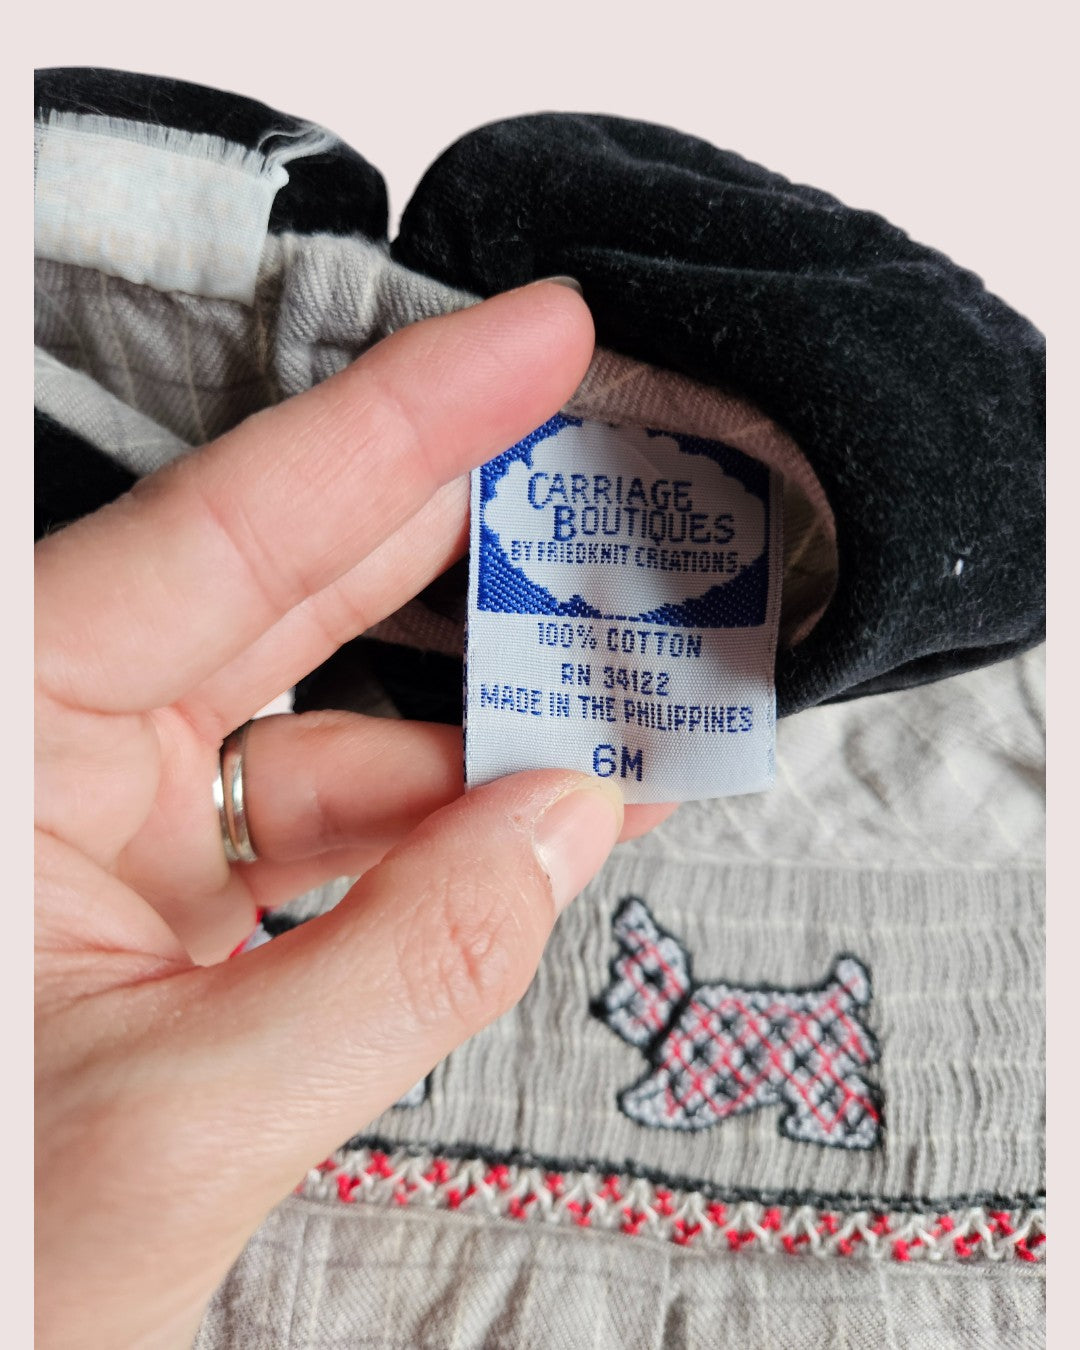 CARRIAGE
BOUTIQUES
BY FRIEDKNIT CREATIONS
100% COTTON
RN 34122
MADE IN THE PHILIPPINES
6M